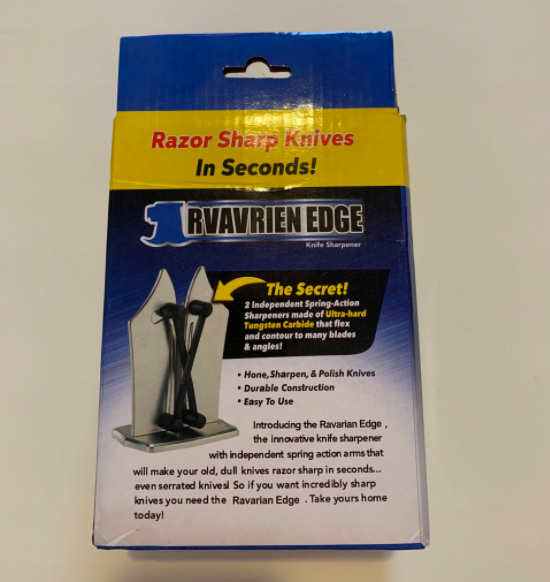 Razor Sharp Knives
In Seconds!
RVAVRIEN EDGE
Knife Sharpener
The Secret!
2 Independent Spring-Action
Sharpeners made of Ultra-hard
Tungsten Carbide that flex
and contour to many blades
& angles!
• Hone, Sharpen, & Polish Knives
• Durable Construction
• Easy To Use
Introducing the Ravarian Edge ,
the innovative knife sharpener
with independent spring action arms that
will make your old, dull knives razor sharp in seconds...
even serrated knives! So if you want incredibly sharp
knives you need the Ravarian Edge . Take yours home
today!